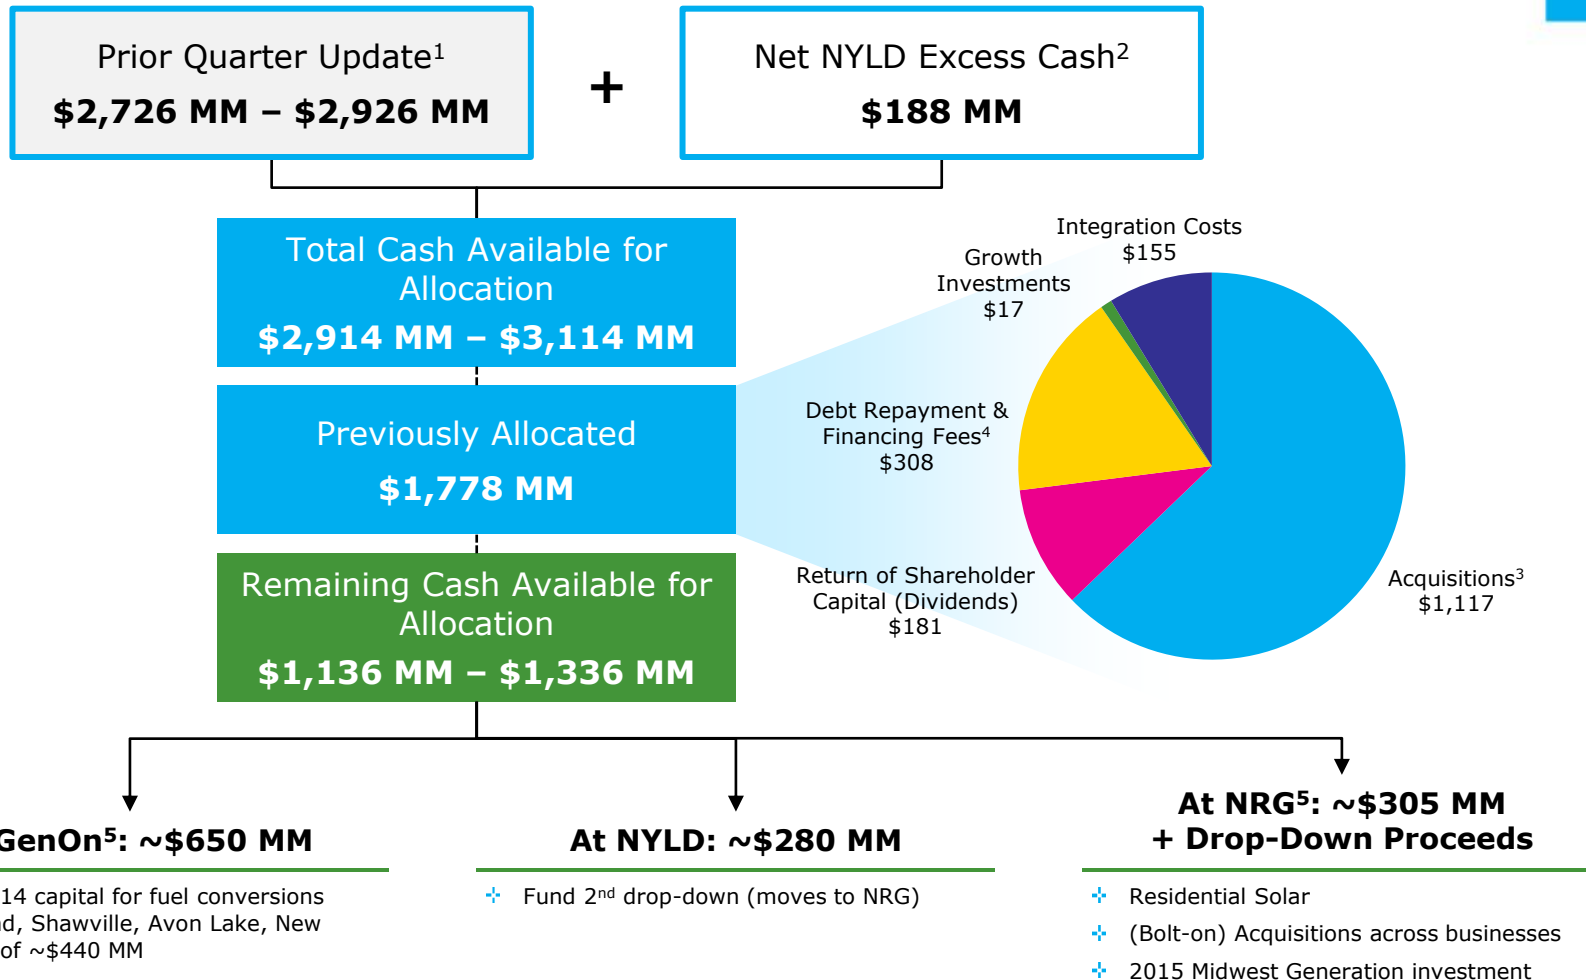 Prior Quarter Update1
$2,726 MM – $2,926 MM
+
Net NYLD Excess Cash2
$188 MM
Total Cash Available for
Allocation
$2,914 MM – $3,114 MM
Previously Allocated
$1,778 MM
Remaining Cash Available for
Allocation
$1,136 MM – $1,336 MM
Integration Costs
$155
Growth
Investments
$17
Debt Repayment &
Financing Fees4
$308
Return of Shareholder
Capital (Dividends)
$181
Acquisitions3
$1,117
GenOn5: ~$650 MM
14 capital for fuel conversions
Shawville, Avon Lake, New
of ~$440 MM
At NYLD: ~$280 MM
Fund 2nd drop-down (moves to NRG)
At NRG5: ~$305 MM
+ Drop-Down Proceeds
Residential Solar
(Bolt-on) Acquisitions across businesses
2015 Midwest Generation investment